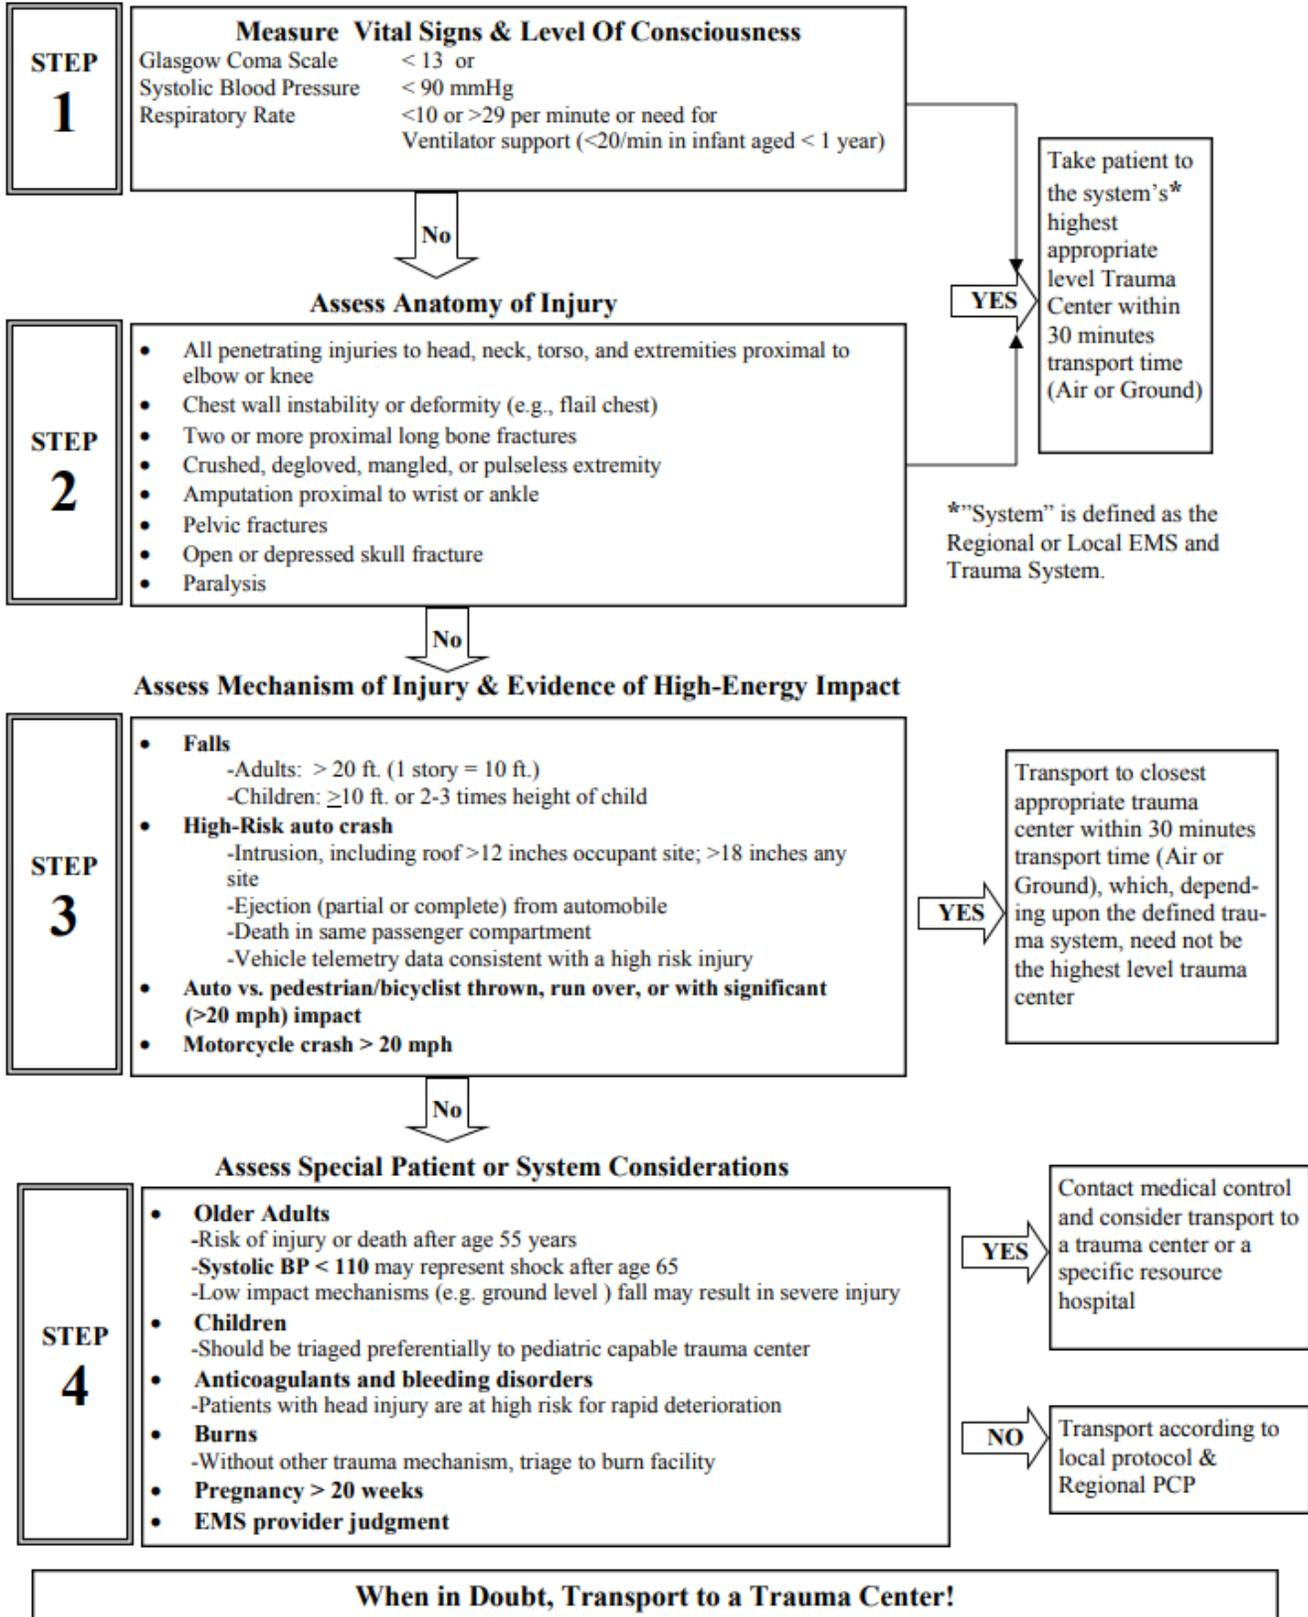 STEP
1
Measure Vital Signs & Level Of Consciousness
Glasgow Coma Scale < 13 or
Systolic Blood Pressure < 90 mmHg
Respiratory Rate <10 or >29 per minute or need for
Ventilator support (<20/min in infant aged < 1 year)
No
YES
Take patient to
the system's*
highest
appropriate
level Trauma
Center within
30 minutes
transport time
(Air or Ground)
Assess Anatomy of Injury
STEP
2
• All penetrating injuries to head, neck, torso, and extremities proximal to
elbow or knee
• Chest wall instability or deformity (e.g., flail chest)
• Two or more proximal long bone fractures
• Crushed, degloved, mangled, or pulseless extremity
• Amputation proximal to wrist or ankle
• Pelvic fractures
• Open or depressed skull fracture
• Paralysis
*"System" is defined as the
Regional or Local EMS and
Trauma System.
No
Assess Mechanism of Injury & Evidence of High-Energy Impact
STEP
3
• Falls
-Adults: > 20 ft. (1 story = 10 ft.)
-Children: ≥10 ft. or 2-3 times height of child
• High-Risk auto crash
-Intrusion, including roof >12 inches occupant site; >18 inches any
site
-Ejection (partial or complete) from automobile
-Death in same passenger compartment
-Vehicle telemetry data consistent with a high risk injury
• Auto vs. pedestrian/bicyclist thrown, run over, or with significant
(>20 mph) impact
• Motorcycle crash > 20 mph
YES
Transport to closest
appropriate trauma
center within 30 minutes
transport time (Air or
Ground), which, depend-
ing upon the defined trau-
ma system, need not be
the highest level trauma
center
No
Assess Special Patient or System Considerations
STEP
4
• Older Adults
-Risk of injury or death after age 55 years
-Systolic BP < 110 may represent shock after age 65
-Low impact mechanisms (e.g. ground level ) fall may result in severe injury
• Children
-Should be triaged preferentially to pediatric capable trauma center
• Anticoagulants and bleeding disorders
-Patients with head injury are at high risk for rapid deterioration
• Burns
-Without other trauma mechanism, triage to burn facility
• Pregnancy > 20 weeks
• EMS provider judgment
YES
Contact medical control
and consider transport to
a trauma center or a
specific resource
hospital
NO
Transport according to
local protocol &
Regional PCP
When in Doubt, Transport to a Trauma Center!